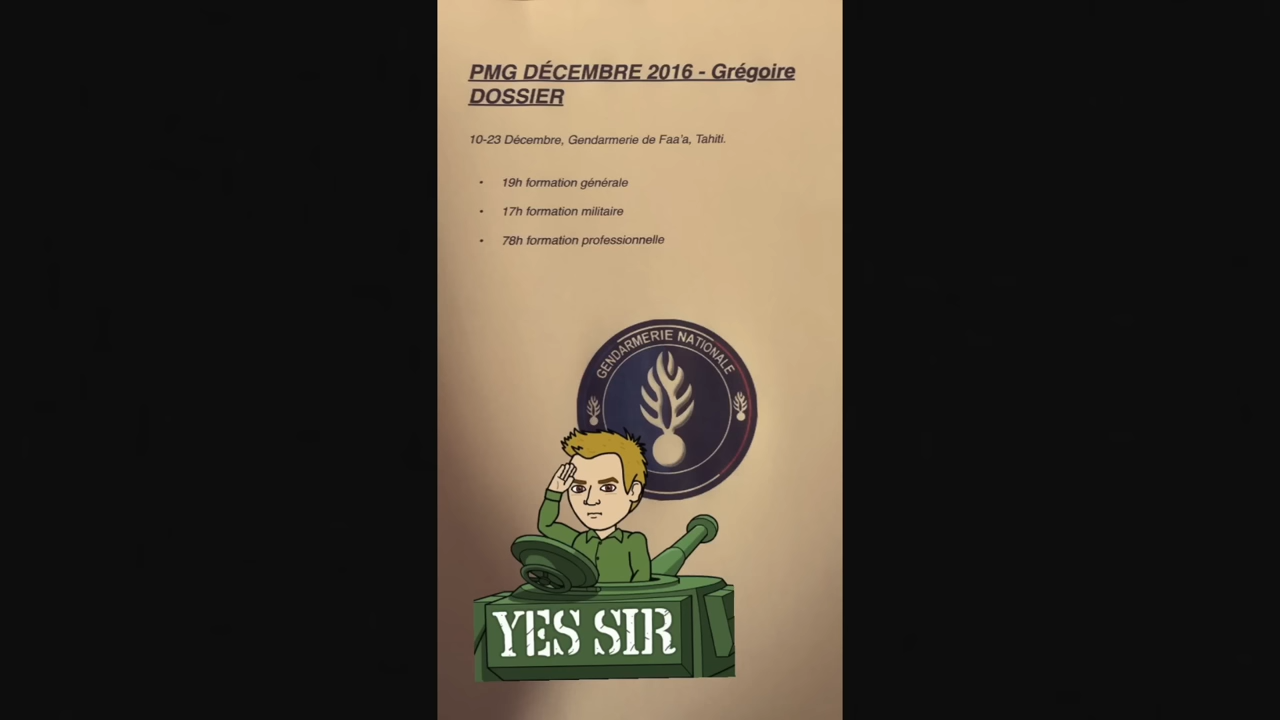 PMG DÉCEMBRE 2016 - Grégoire
DOSSIER
10-23 Décembre, Gendarmerie de Faa'a, Tahiti.
• 19h formation générale
• 17h formation militaire
• 78h formation professionnelle
GENDARMERIE NATIONALE
YES SIR